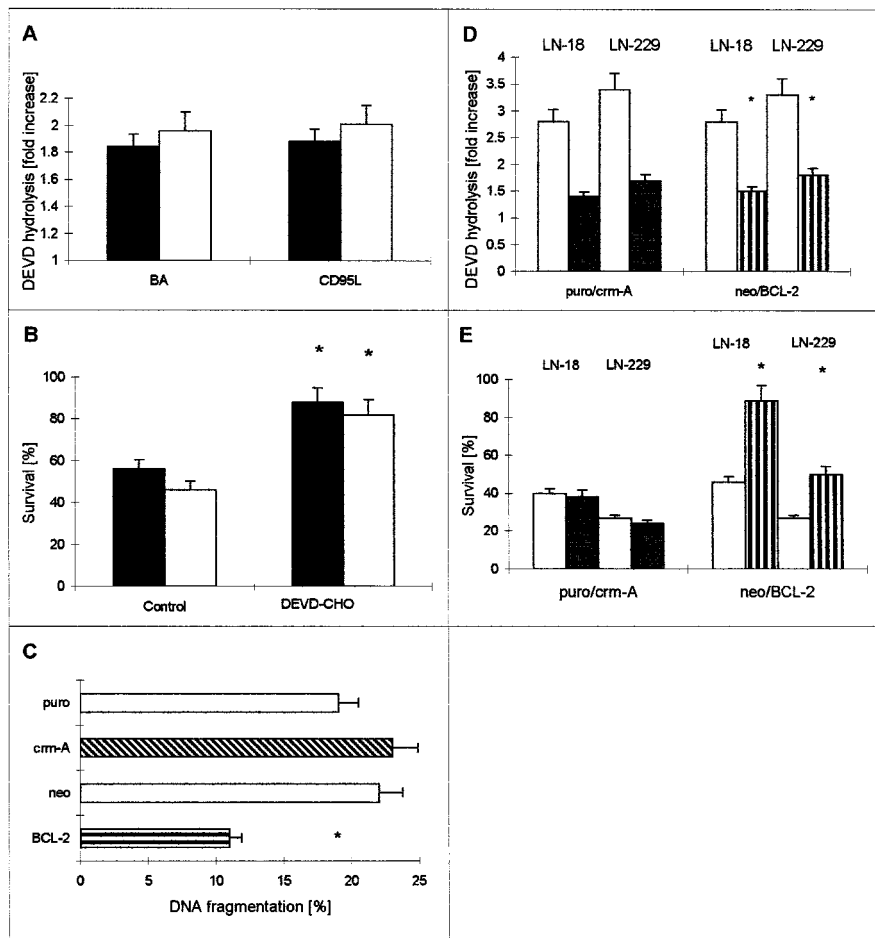 A
DEVD hydrolysis [fold increase]
2.2
2
1.8
1.6
1.4
1.2
1
BA
CD95L
B
Survival [%]
100
80
60
40
20
0
* *
Control
DEVD-CHO
C
puro
crm-A
neo
BCL-2
*
0 5 10 15 20 25
DNA fragmentation [%]
D
LN-18 LN-229 LN-18 LN-229
DEVD hydrolysis [fold increase]
4
3.5
3
2.5
2
1.5
1
0.5
0
* *
puro/crm-A
neo/BCL-2
E
LN-18 LN-229 LN-18 LN-229
Survival [%]
100
80
60
40
20
0
* *
puro/crm-A
neo/BCL-2